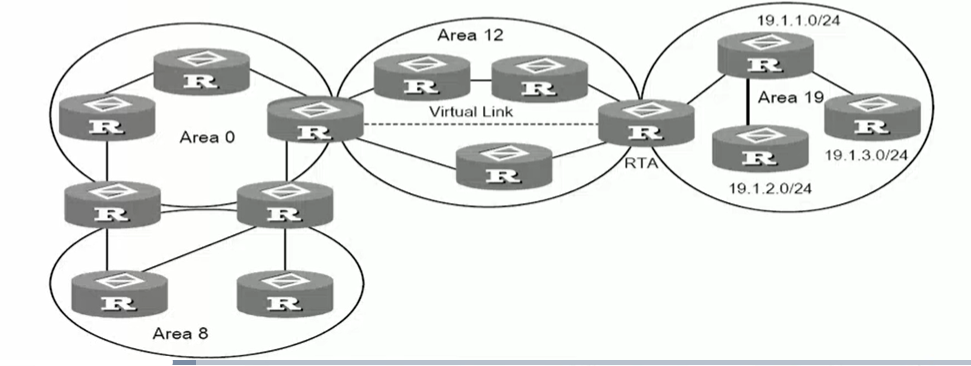 19.1.1.0/24
Area 12
R
R
R
R
Virtual Link
Area 19
R
Area 0
R
R
R
19.1.3.0/24
R
RTA
R
19.1.2.0/24
R
R
R
R
Area 8